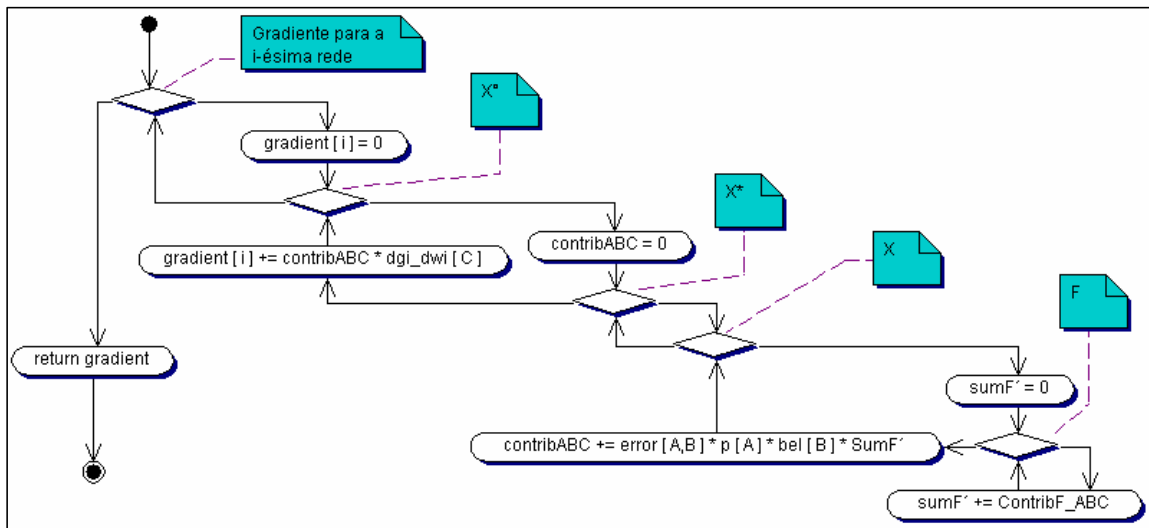 Gradiente para a
i-ésima rede
X°
gradient [ i ] = 0
X*
contribABC = 0
X
gradient [ i ] += contribABC * dgi_dwi [ C ]
F
return gradient
sumF´ = 0
contribABC += error [ A,B ] * p [ A ] * bel [ B ] * SumF´
sumF´ += ContribF_ABC